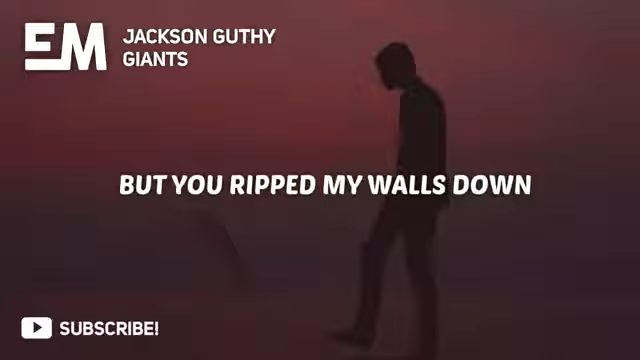 EM
JACKSON GUTHY
GIANTS
BUT YOU RIPPED MY WALLS DOWN
SUBSCRIBE!